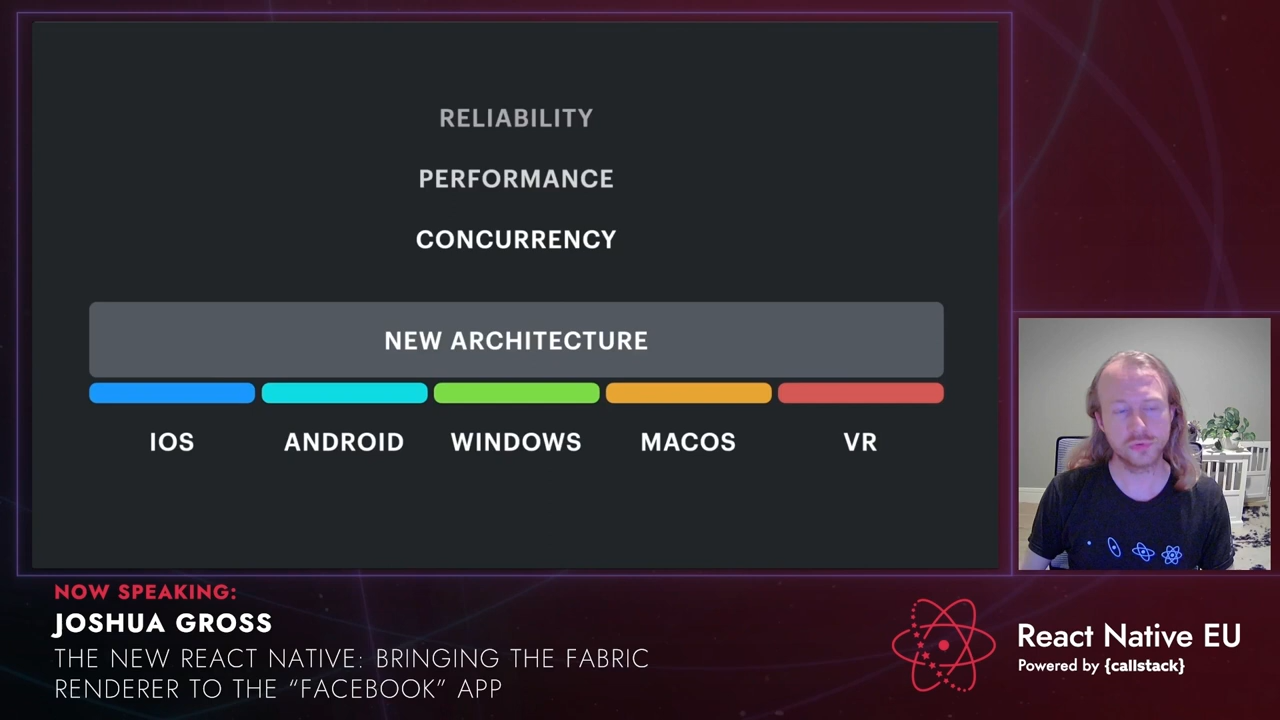 RELIABILITY
PERFORMANCE
CONCURRENCY
NEW ARCHITECTURE
IOS
ANDROID
WINDOWS
MACOS
VR
NOW SPEAKING:
JOSHUA GROSS
THE NEW REACT NATIVE: BRINGING THE FABRIC
RENDERER TO THE “FACEBOOK” APP
React Native EU
Powered by {callstack}